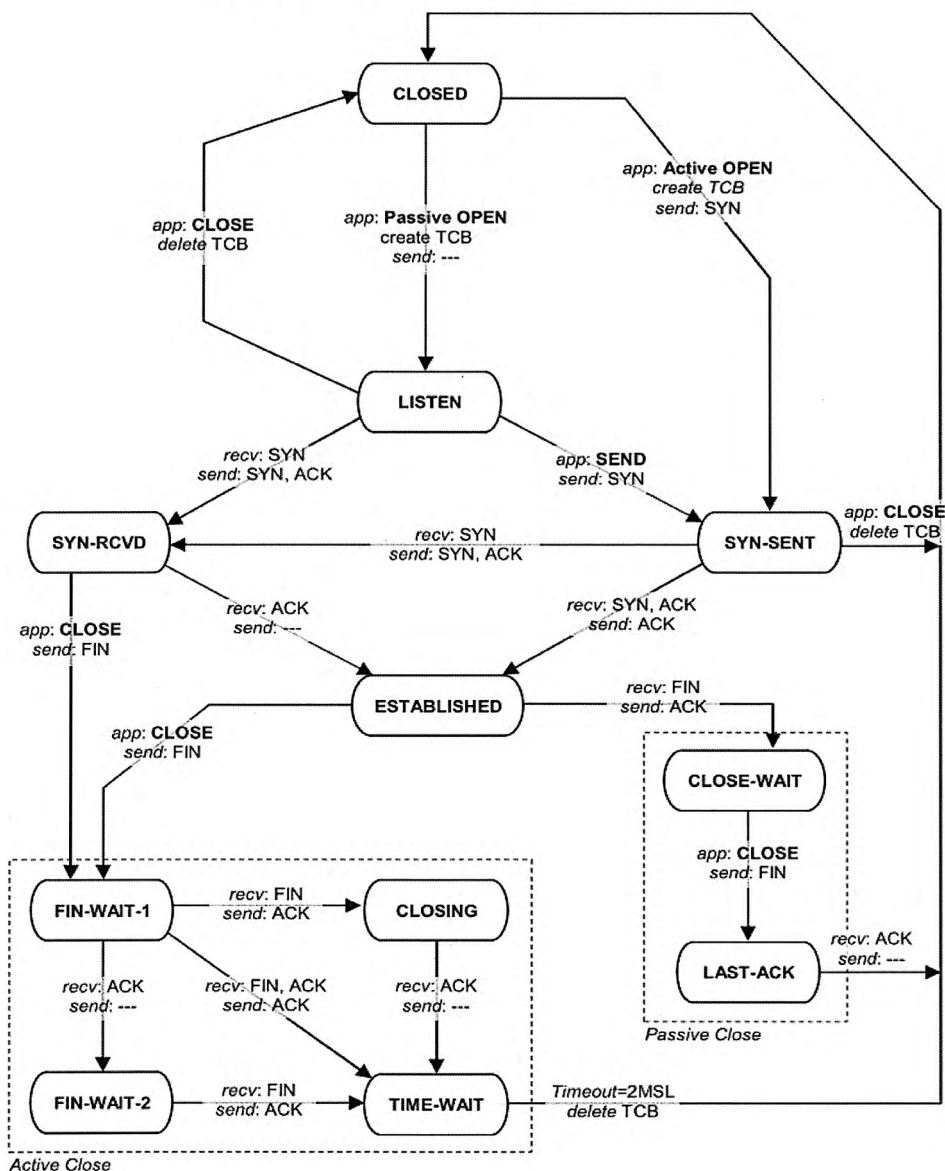 CLOSED
app: Active OPEN
create TCB
send: SYN
app: CLOSE
delete TCB
app: Passive OPEN
create TCB
send: ---
LISTEN
recv: SYN
send: SYN, ACK
app: SEND
send: SYN
app: CLOSE
delete TCB
SYN-RCVD
recv: SYN
send: SYN, ACK
SYN-SENT
app: CLOSE
send: FIN
recv: ACK
send: ---
recv: SYN, ACK
send: ACK
ESTABLISHED
recv: FIN
send: ACK
app: CLOSE
send: FIN
CLOSE-WAIT
app: CLOSE
send: FIN
FIN-WAIT-1
recv: FIN
send: ACK
CLOSING
LAST-ACK
recv: ACK
send: ---
recv: ACK
send: ---
recv: FIN, ACK
send: ACK
recv: ACK
send: ---
Passive Close
FIN-WAIT-2
recv: FIN
send: ACK
TIME-WAIT
Timeout=2MSL
delete TCB
Active Close